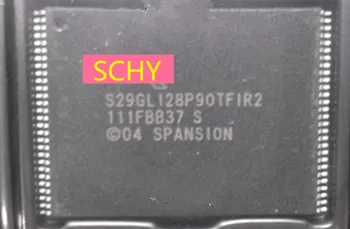 SCHY
S29GL128P90TFIR2
111FBB37 S
©04 SPANSION